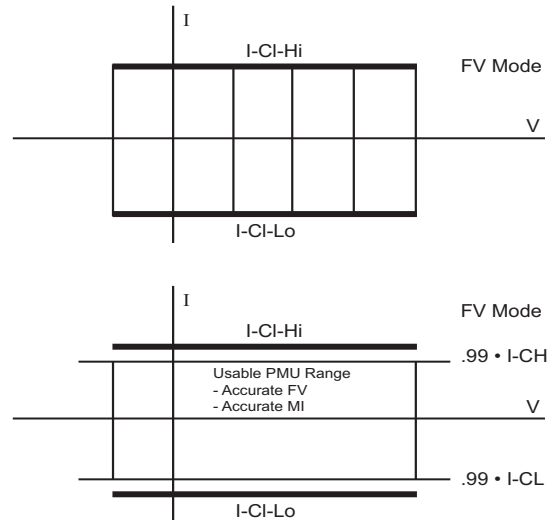 I
I-Cl-Hi
FV Mode
V
I-Cl-Lo
I
FV Mode
I-Cl-Hi
.99 • I-CH
Usable PMU Range
- Accurate FV
- Accurate MI
V
.99 • I-CL
I-Cl-Lo